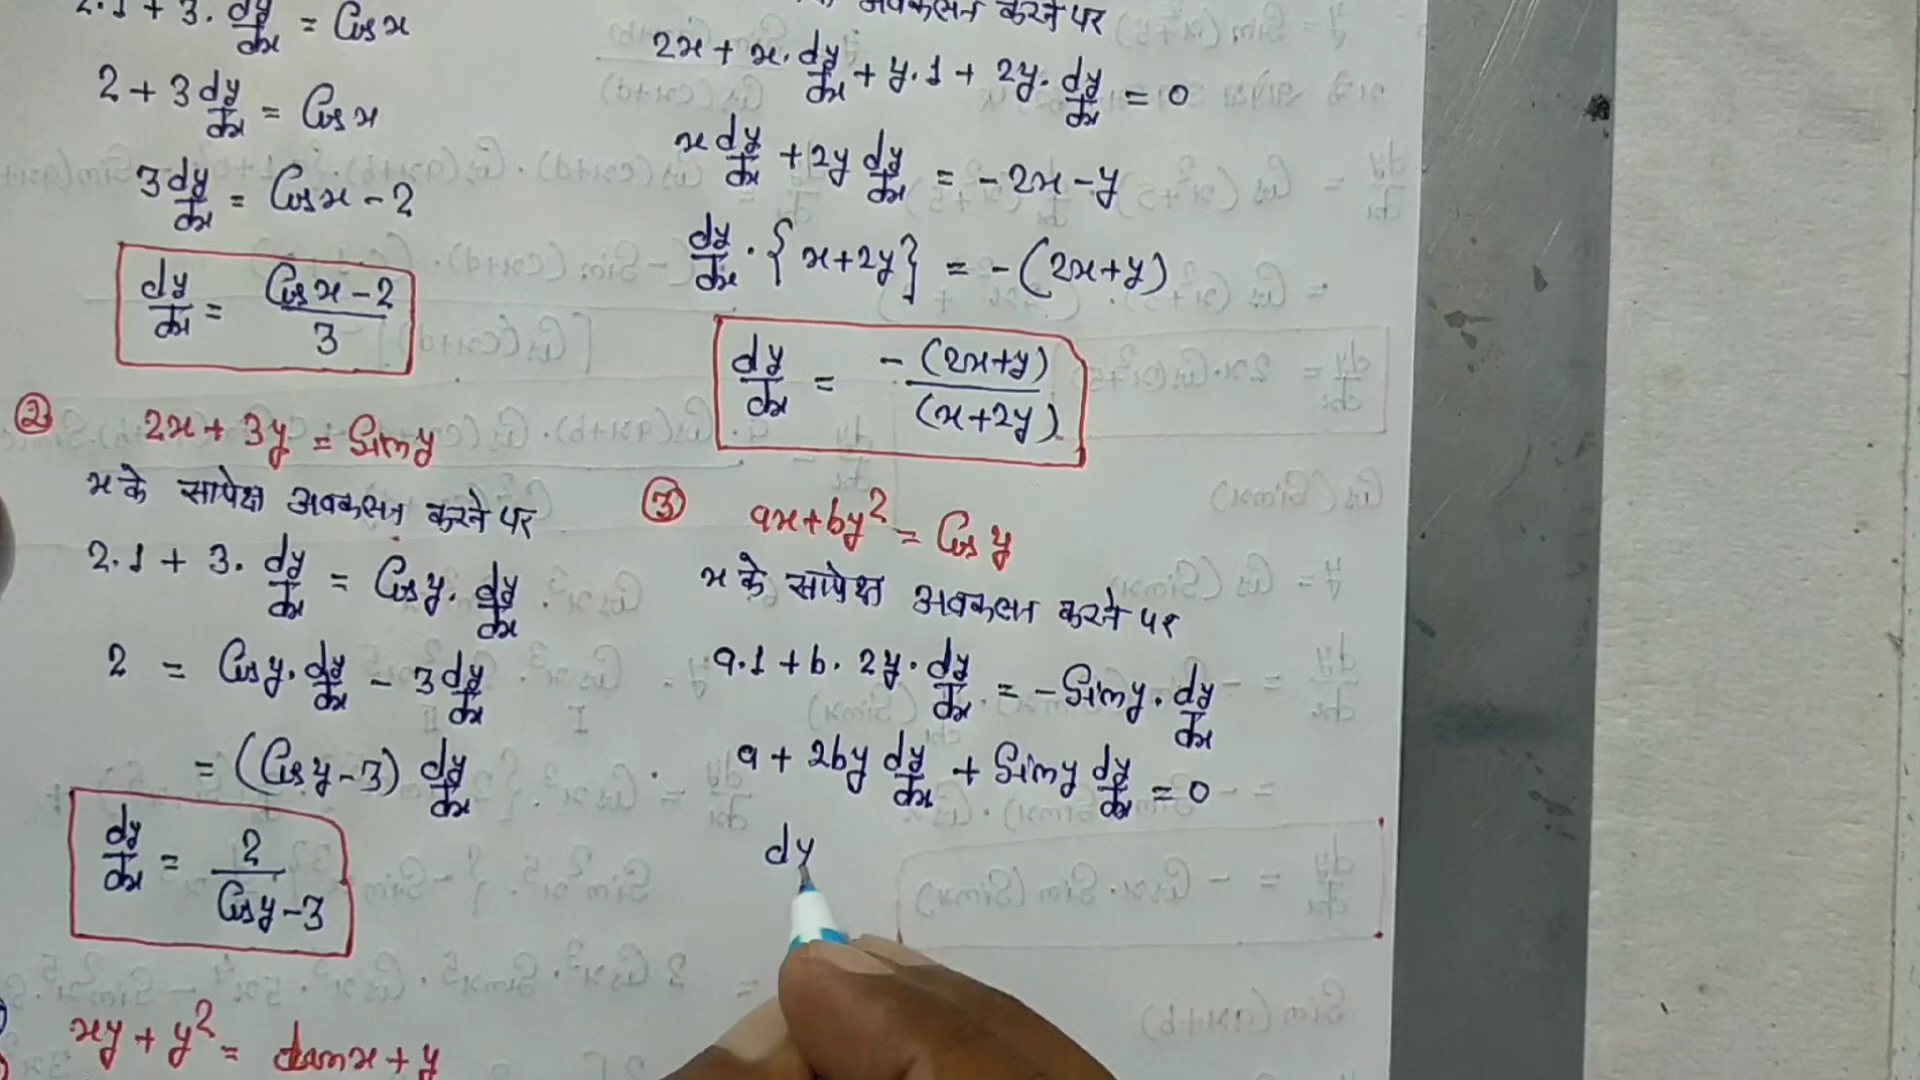 2.1 + 3. dy/dx = Cos x
2 + 3 dy/dx = Cos x
3 dy/dx = Cos x - 2
dy/dx = Cos x - 2 / 3
② 2x + 3y = Sin y
x के सापेक्ष अवकलन करने पर
2.1 + 3. dy/dx = Cos y. dy/dx
2 = Cos y. dy/dx - 3 dy/dx
= (Cos y - 3) dy/dx
dy/dx = 2 / Cos y - 3
xy + y² = tan x + y
अवकलन करने पर
2x + x. dy/dx + y.1 + 2y. dy/dx = 0
x dy/dx + 2y dy/dx = - 2x - y
dy/dx . { x + 2y } = - (2x + y)
dy/dx = - (2x + y) / (x + 2y)
③ ax + by² = Cos y
x के सापेक्ष अवकलन करने पर
a.1 + b. 2y. dy/dx = - Sin y. dy/dx
a + 2by dy/dx + Sin y dy/dx = 0
dy